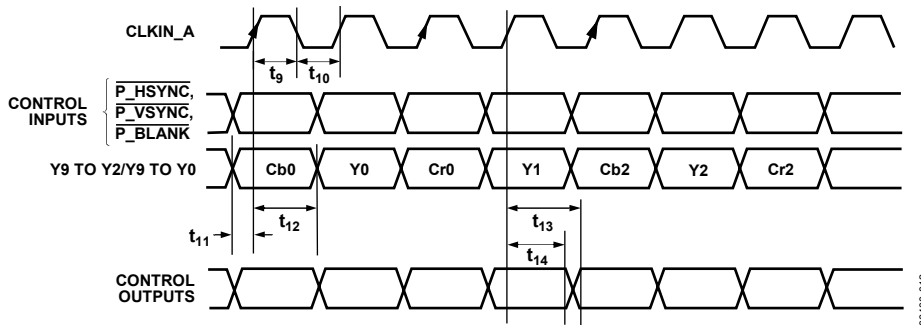 CLKIN_A
t9 t10
CONTROL INPUTS
P_HSYNC,
P_VSYNC,
P_BLANK
Y9 TO Y2/Y9 TO Y0
Cb0 Y0 Cr0 Y1 Cb2 Y2 Cr2
t12 t13
t11
t14
CONTROL OUTPUTS